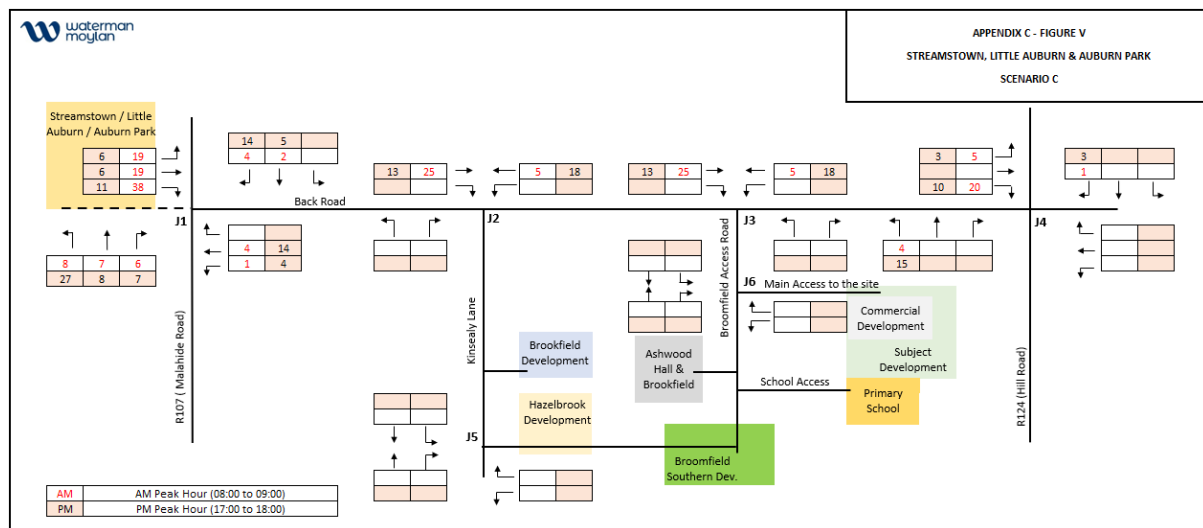 waterman
moylan
APPENDIX C - FIGURE V
STREAMSTOWN, LITTLE AUBURN & AUBURN PARK
SCENARIO C
Streamstown / Little
Auburn / Auburn Park
6 19
6 19
11 38
14 5
4 2
13 25
5 18
13 25
5 18
3 5
10 20
3
1
Back Road
J1
J2
J3
J4
4 14
1 4
8 7 6
27 8 7
4
15
R107 ( Malahide Road)
Kinsealy Lane
Broomfield Access Road
R124 (Hill Road)
J6
Main Access to the site
Commercial
Development
Subject
Development
Brookfield
Development
Ashwood
Hall &
Brookfield
School Access
Primary
School
Hazelbrook
Development
J5
Broomfield
Southern Dev.
AM AM Peak Hour (08:00 to 09:00)
PM PM Peak Hour (17:00 to 18:00)